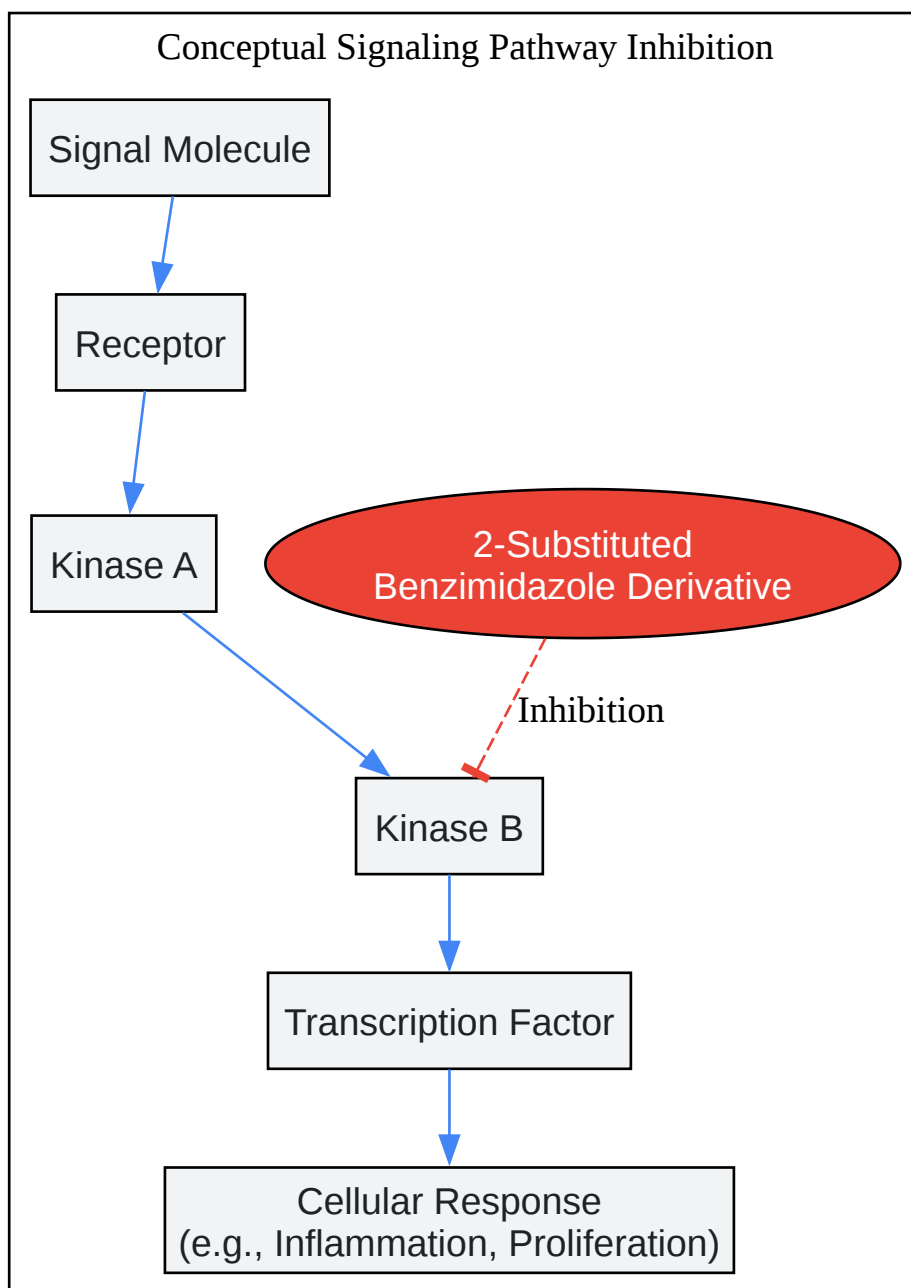 Conceptual Signaling Pathway Inhibition
Signal Molecule
Receptor
Kinase A
2-Substituted
Benzimidazole Derivative
Inhibition
Kinase B
Transcription Factor
Cellular Response
(e.g., Inflammation, Proliferation)